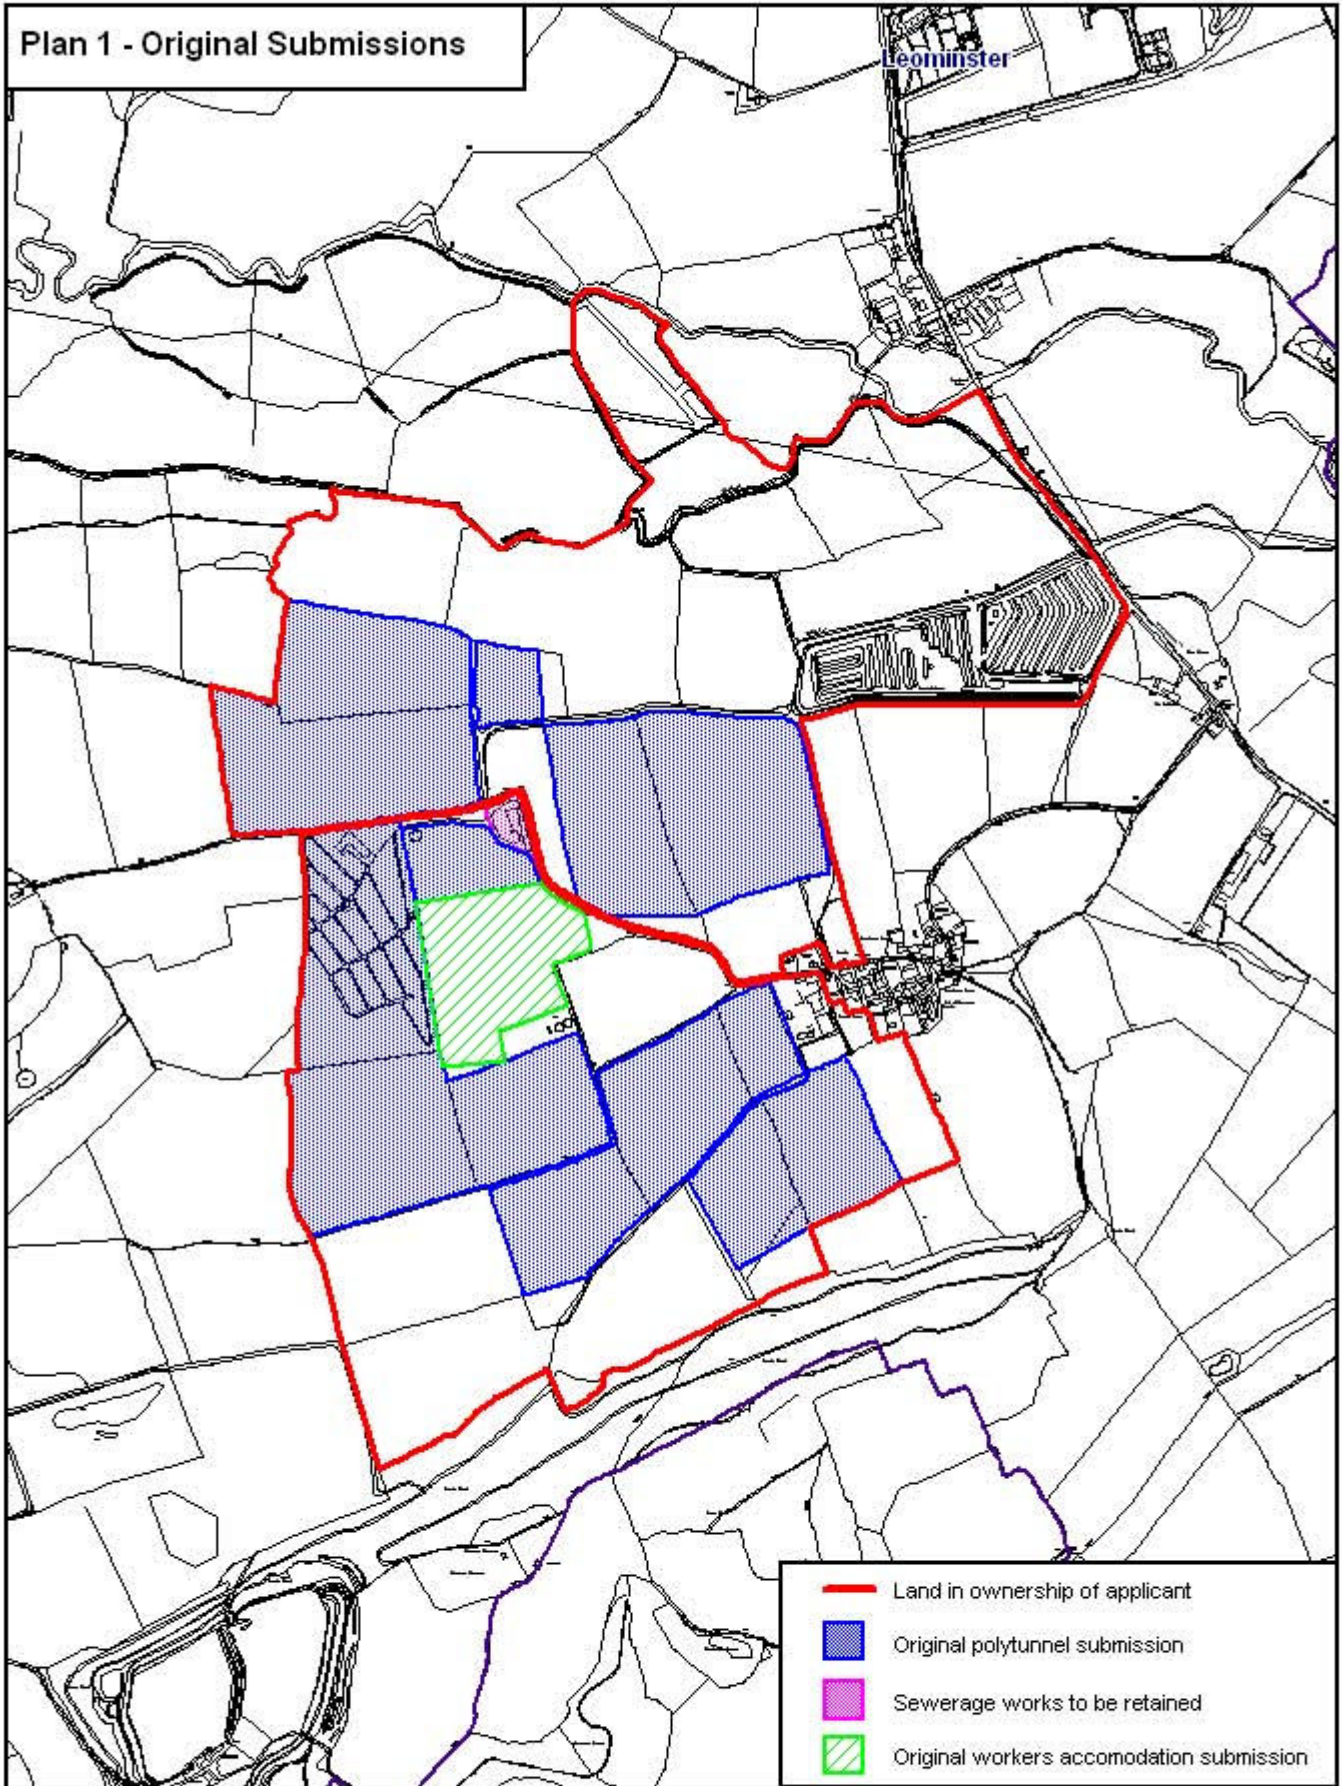 Plan 1 - Original Submissions
Leominster
Land in ownership of applicant
Original polytunnel submission
Sewerage works to be retained
Original workers accomodation submission